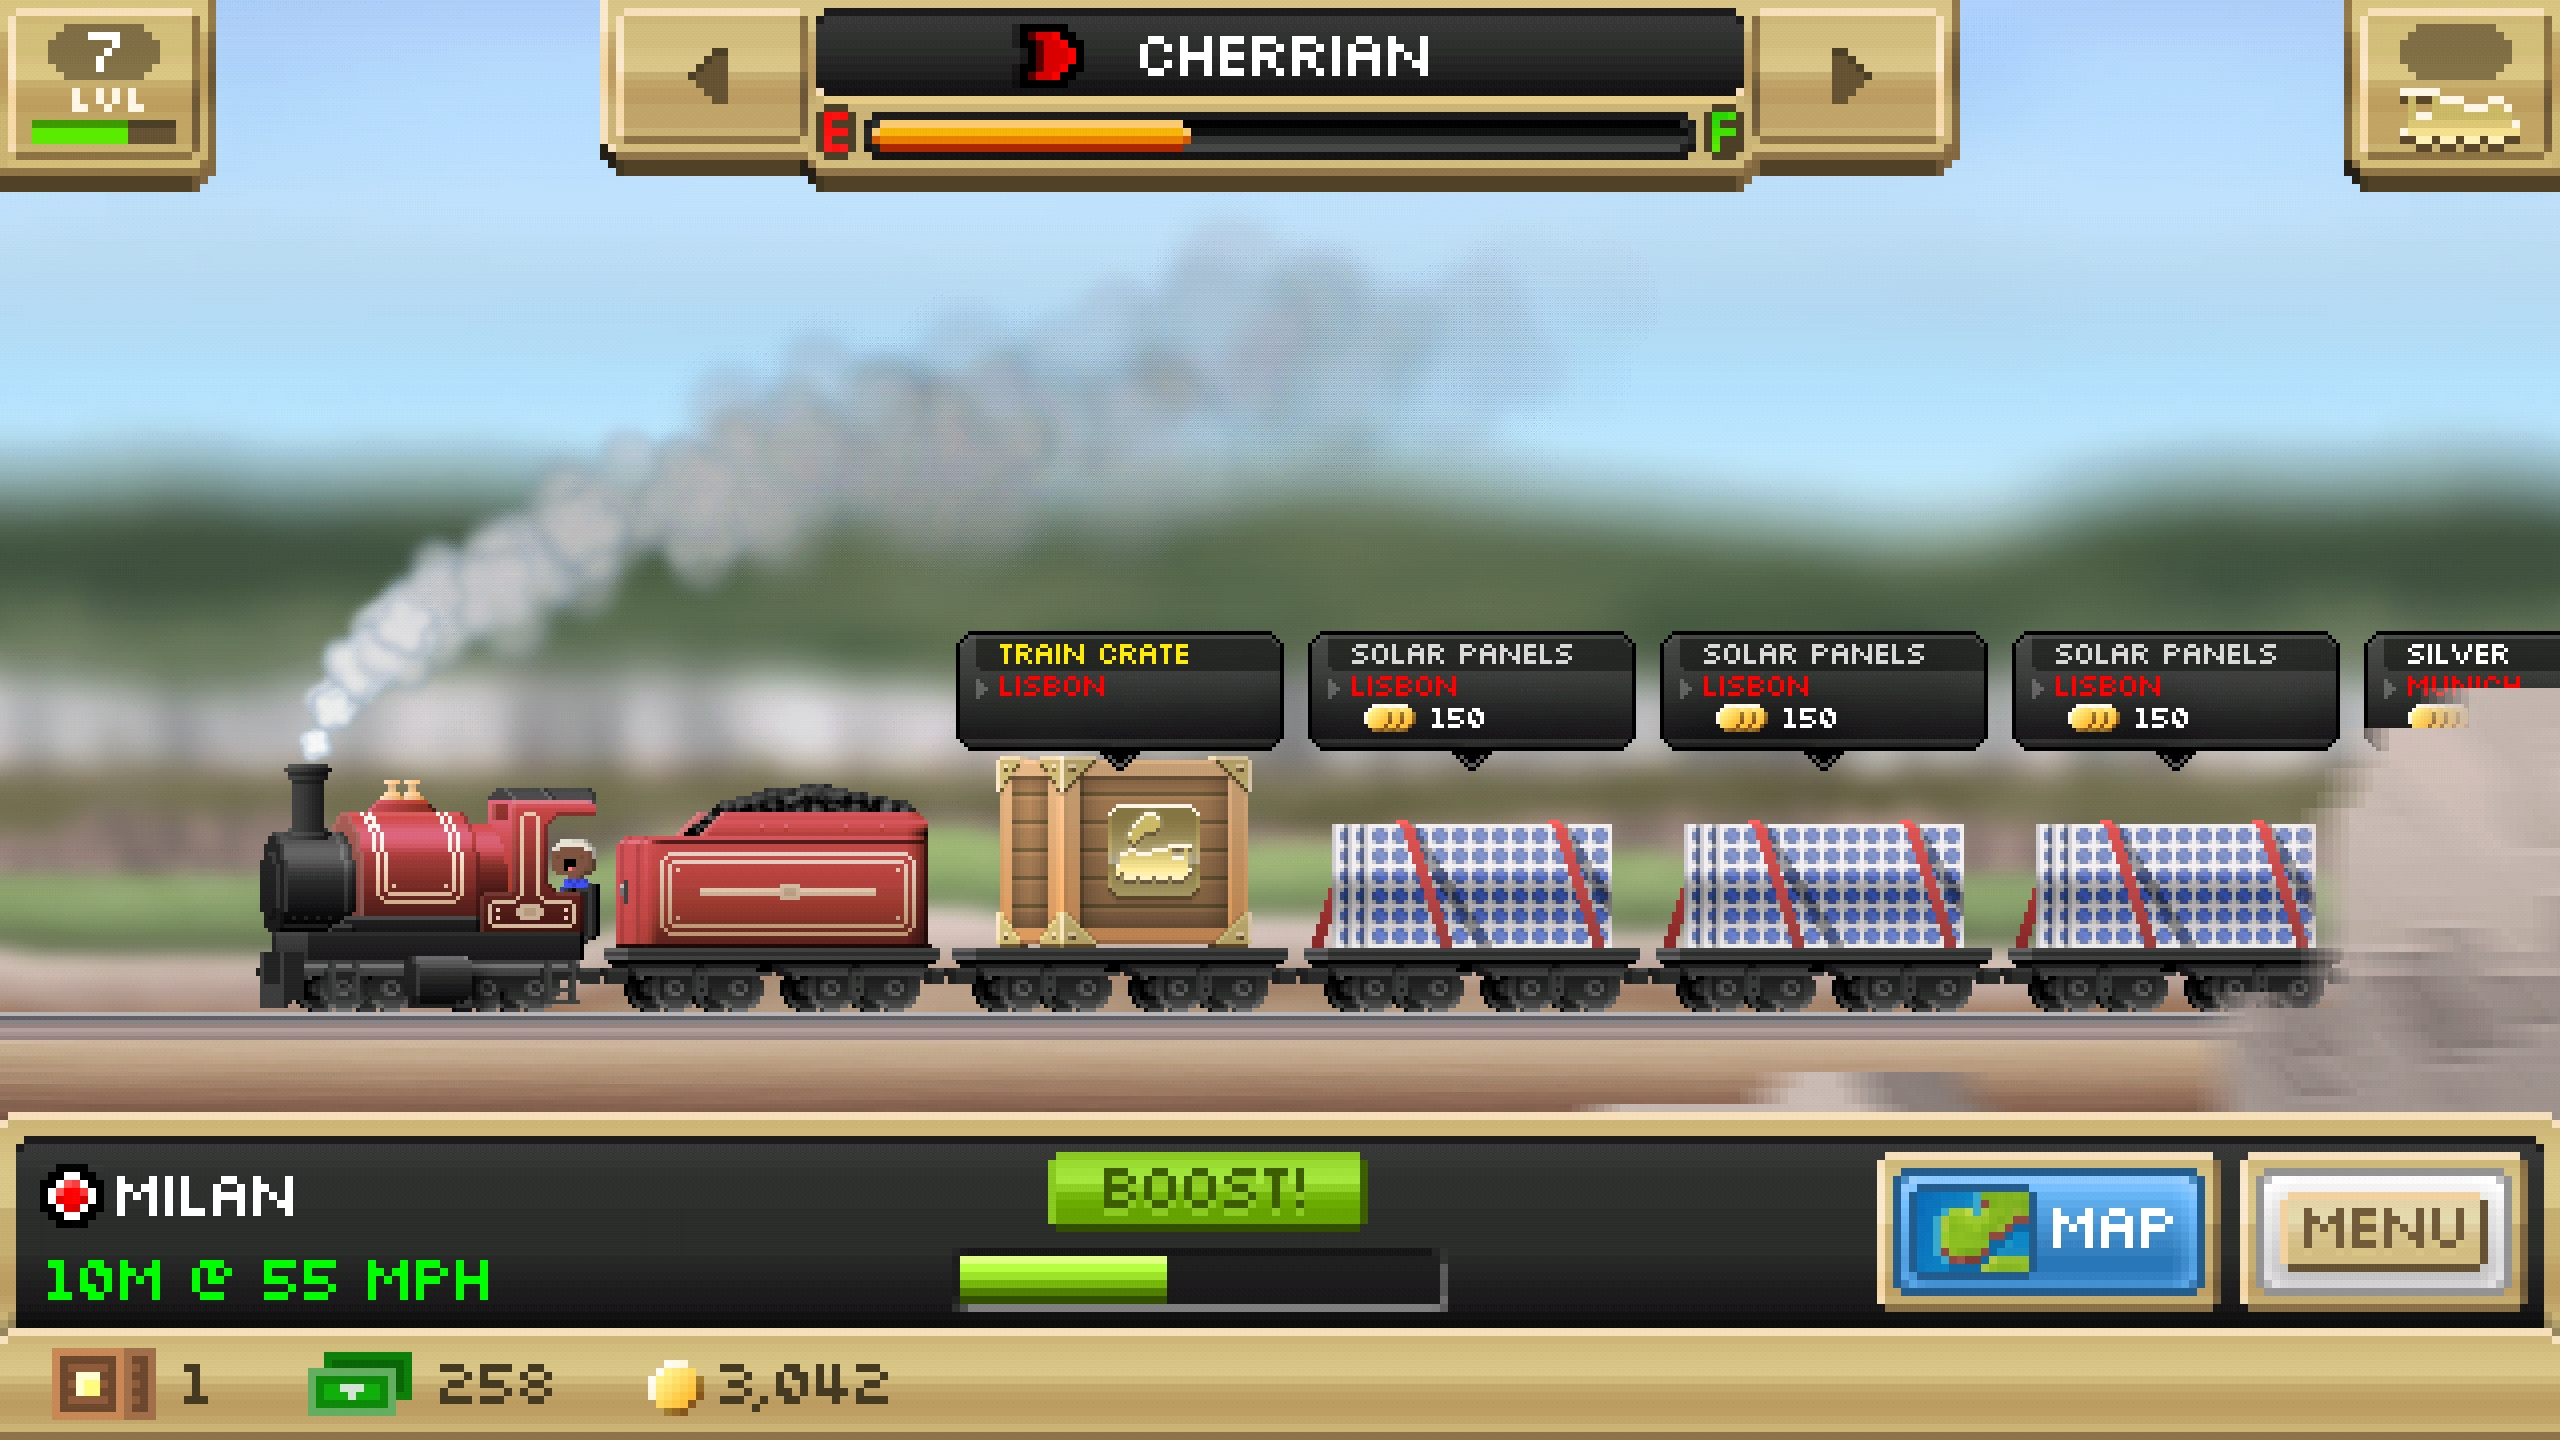 7
LVL
CHERRIAN
E
F
TRAIN CRATE
LISBON
SOLAR PANELS
LISBON
150
SOLAR PANELS
LISBON
150
SOLAR PANELS
LISBON
150
SILVER
MUNICH
MILAN
10M @ 55 MPH
BOOST!
MAP
MENU
1
258
3,042